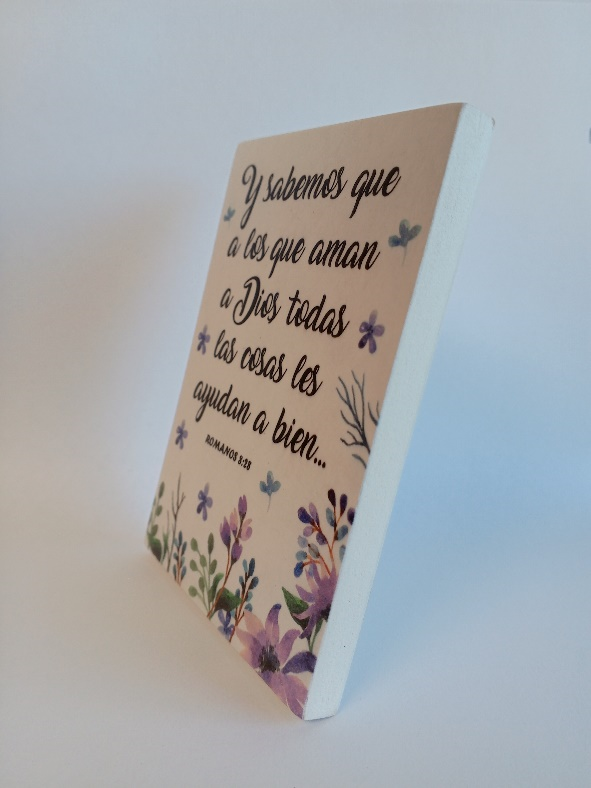 Y sabemos que
a los que aman
a Dios todas
las cosas les
ayudan a bien...
ROMANOS 8:28